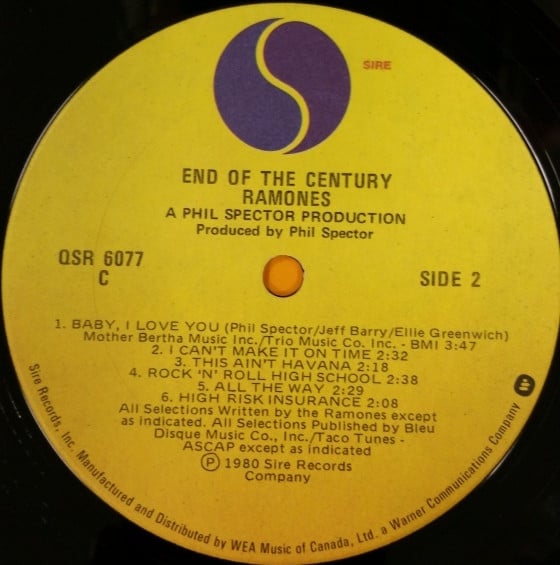 SIRE
END OF THE CENTURY
RAMONES
A PHIL SPECTOR PRODUCTION
Produced by Phil Spector
QSR 6077
C
SIDE 2
1. BABY, I LOVE YOU (Phil Spector/Jeff Barry/Ellie Greenwich)
Mother Bertha Music Inc./Trio Music Co. Inc. - BMI 3:47
2. I CAN'T MAKE IT ON TIME 2:32
3. THIS AIN'T HAVANA 2:18
4. ROCK 'N' ROLL HIGH SCHOOL 2:38
5. ALL THE WAY 2:29
6. HIGH RISK INSURANCE 2:08
All Selections Written by the Ramones except
as indicated. All Selections Published by Bleu
Disque Music Co., Inc./Taco Tunes -
ASCAP except as indicated
Ⓟ 1980 Sire Records
Company
Sire Records, Inc. Manufactured and Distributed by WEA Music of Canada, Ltd. a Warner Communications Company